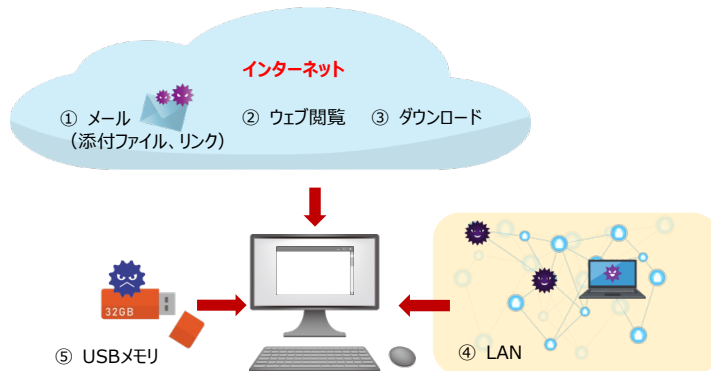 インターネット
① メール
(添付ファイル、リンク)
② ウェブ閲覧
③ ダウンロード
32GB
⑤ USBメモリ
④ LAN